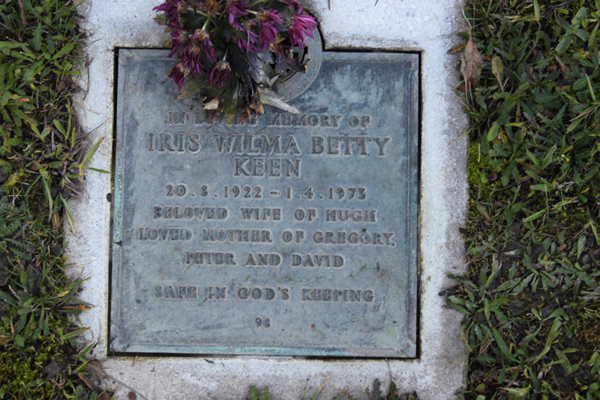 IN LOVING MEMORY OF
IRIS WILMA BETTY
KEEN
20.8.1922 - 1.4.1973
BELOVED WIFE OF HUGH
LOVED MOTHER OF GREGORY,
PETER AND DAVID
SAFE IN GOD'S KEEPING
98